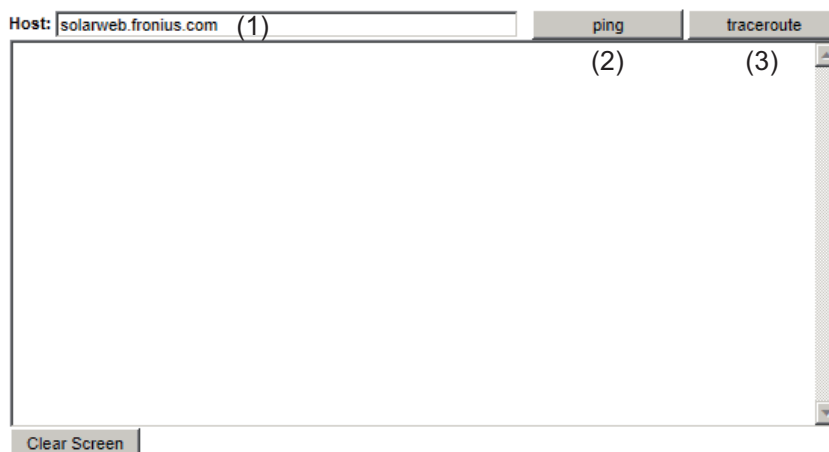 Host: solarweb.fronius.com (1) ping traceroute
(2) (3)
Clear Screen